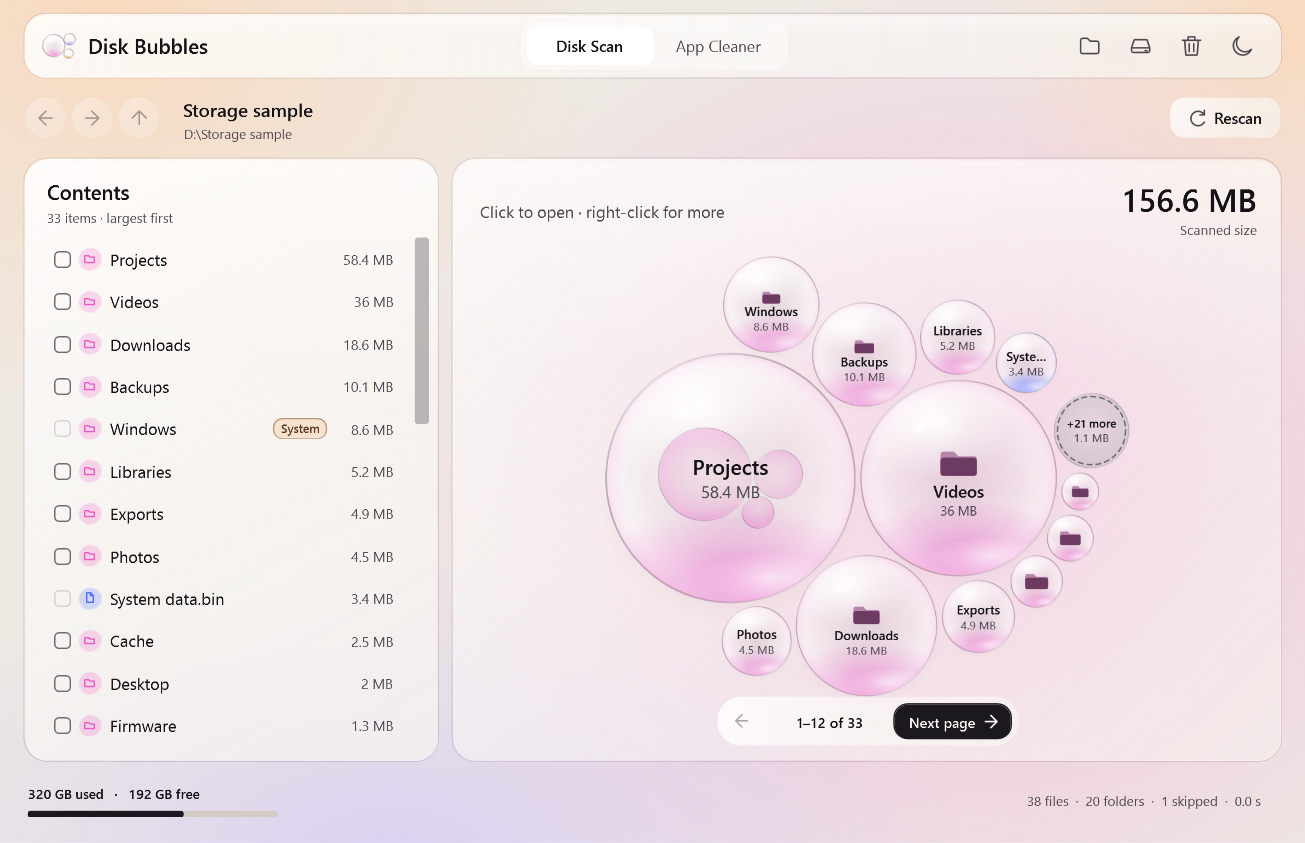 Disk Bubbles
Disk Scan
App Cleaner
Storage sample
D:\Storage sample
Rescan
Contents
33 items · largest first
Projects 58.4 MB
Videos 36 MB
Downloads 18.6 MB
Backups 10.1 MB
Windows System 8.6 MB
Libraries 5.2 MB
Exports 4.9 MB
Photos 4.5 MB
System data.bin 3.4 MB
Cache 2.5 MB
Desktop 2 MB
Firmware 1.3 MB
Click to open · right-click for more
156.6 MB
Scanned size
Windows
8.6 MB
Backups
10.1 MB
Libraries
5.2 MB
Syste...
3.4 MB
+21 more
1.1 MB
Projects
58.4 MB
Videos
36 MB
Photos
4.5 MB
Downloads
18.6 MB
Exports
4.9 MB
1–12 of 33
Next page
320 GB used · 192 GB free
38 files · 20 folders · 1 skipped · 0.0 s